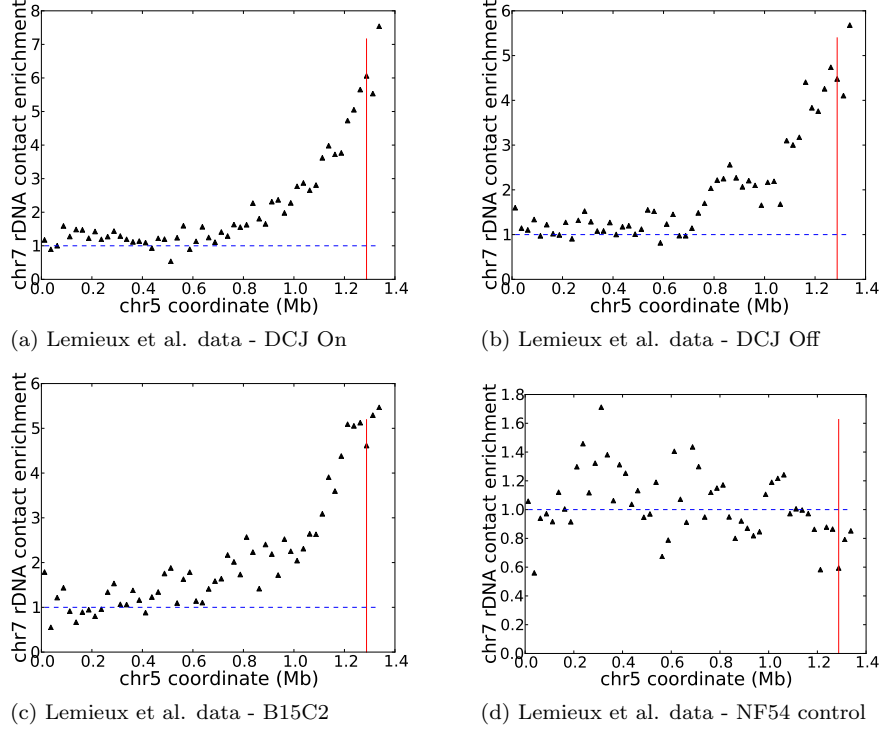 8
7
6
5
4
3
2
1
0
chr7 rDNA contact enrichment
0.0 0.2 0.4 0.6 0.8 1.0 1.2 1.4
chr5 coordinate (Mb)
(a) Lemieux et al. data - DCJ On
6
5
4
3
2
1
0
chr7 rDNA contact enrichment
0.0 0.2 0.4 0.6 0.8 1.0 1.2 1.4
chr5 coordinate (Mb)
(b) Lemieux et al. data - DCJ Off
6
5
4
3
2
1
0
chr7 rDNA contact enrichment
0.0 0.2 0.4 0.6 0.8 1.0 1.2 1.4
chr5 coordinate (Mb)
(c) Lemieux et al. data - B15C2
1.8
1.6
1.4
1.2
1.0
0.8
0.6
0.4
0.2
0.0
chr7 rDNA contact enrichment
0.0 0.2 0.4 0.6 0.8 1.0 1.2 1.4
chr5 coordinate (Mb)
(d) Lemieux et al. data - NF54 control